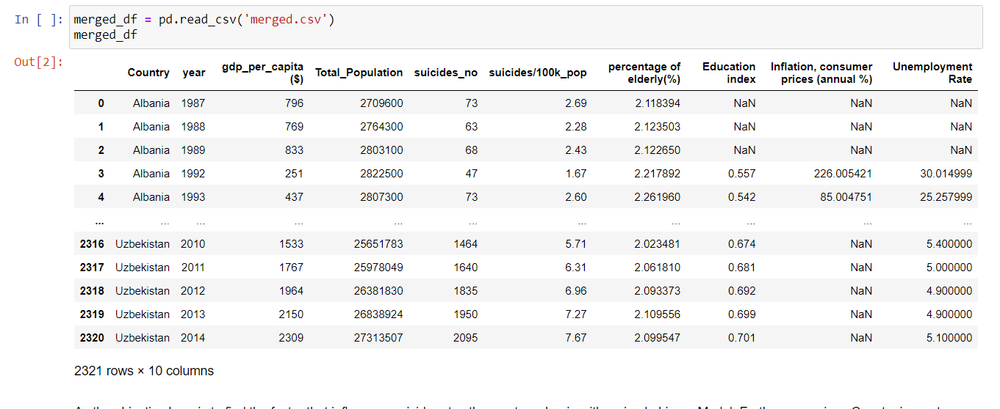 In [ ]: merged_df = pd.read_csv('merged.csv')
merged_df
Out[2]:
Country year gdp_per_capita ($) Total_Population suicides_no suicides/100k_pop percentage of elderly(%) Education index Inflation, consumer prices (annual %) Unemployment Rate
0 Albania 1987 796 2709600 73 2.69 2.118394 NaN NaN NaN
1 Albania 1988 769 2764300 63 2.28 2.123503 NaN NaN NaN
2 Albania 1989 833 2803100 68 2.43 2.122650 NaN NaN NaN
3 Albania 1992 251 2822500 47 1.67 2.217892 0.557 226.005421 30.014999
4 Albania 1993 437 2807300 73 2.60 2.261960 0.542 85.004751 25.257999
... ... ... ... ... ... ... ... ... ... ...
2316 Uzbekistan 2010 1533 25651783 1464 5.71 2.023481 0.674 NaN 5.400000
2317 Uzbekistan 2011 1767 25978049 1640 6.31 2.061810 0.681 NaN 5.000000
2318 Uzbekistan 2012 1964 26381830 1835 6.96 2.093373 0.692 NaN 4.900000
2319 Uzbekistan 2013 2150 26838924 1950 7.27 2.109556 0.699 NaN 4.900000
2320 Uzbekistan 2014 2309 27313507 2095 7.67 2.099547 0.701 NaN 5.100000
2321 rows × 10 columns